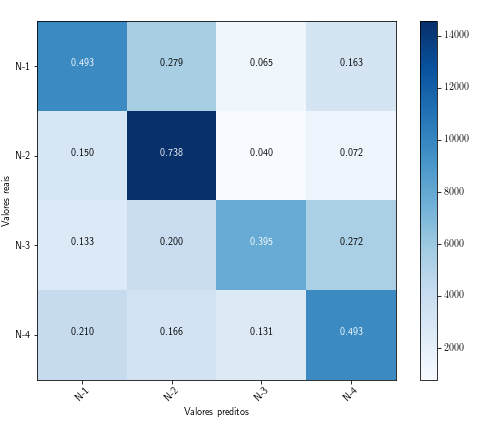 N-1 0.493 0.279 0.065 0.163
N-2 0.150 0.738 0.040 0.072
N-3 0.133 0.200 0.395 0.272
N-4 0.210 0.166 0.131 0.493
N-1 N-2 N-3 N-4
Valores preditos
Valores reais
14000
12000
10000
8000
6000
4000
2000